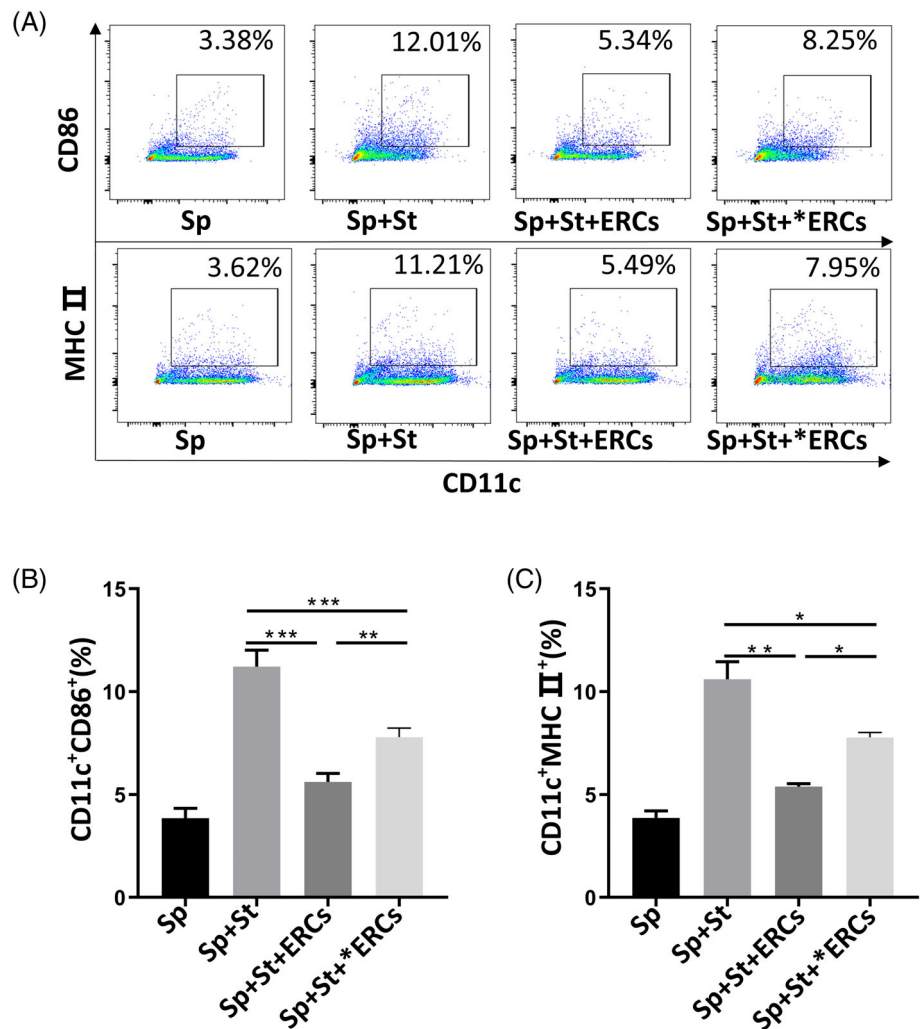 (A)
CD86
3.38%
12.01%
5.34%
8.25%
Sp
Sp+St
Sp+St+ERCs
Sp+St+*ERCs
MHC II
3.62%
11.21%
5.49%
7.95%
Sp
Sp+St
Sp+St+ERCs
Sp+St+*ERCs
CD11c
(B)
CD11c⁺CD86⁺(%)
15
10
5
0
***
***
**
Sp
Sp+St
Sp+St+ERCs
Sp+St+*ERCs
(C)
CD11c⁺MHC II⁺(%)
15
10
5
0
*
**
*
Sp
Sp+St
Sp+St+ERCs
Sp+St+*ERCs